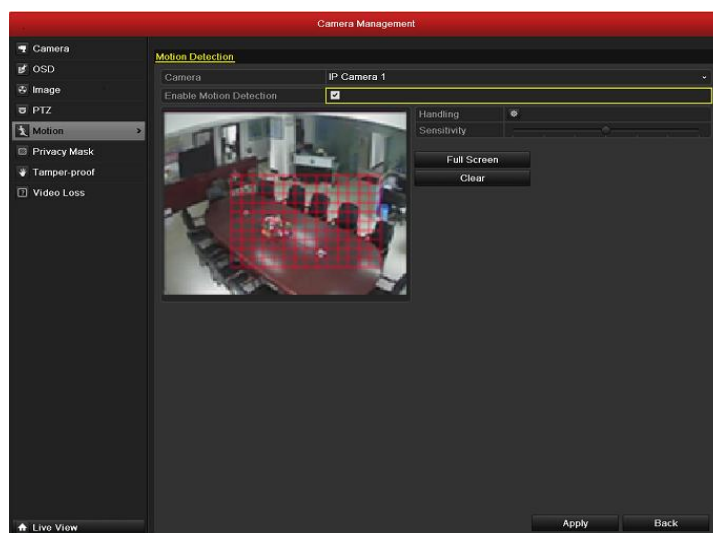 Camera Management
Camera
OSD
Image
PTZ
Motion
Privacy Mask
Tamper-proof
Video Loss
Live View
Motion Detection
Camera IP Camera 1
Enable Motion Detection
Handling
Sensitivity
Full Screen
Clear
Apply Back